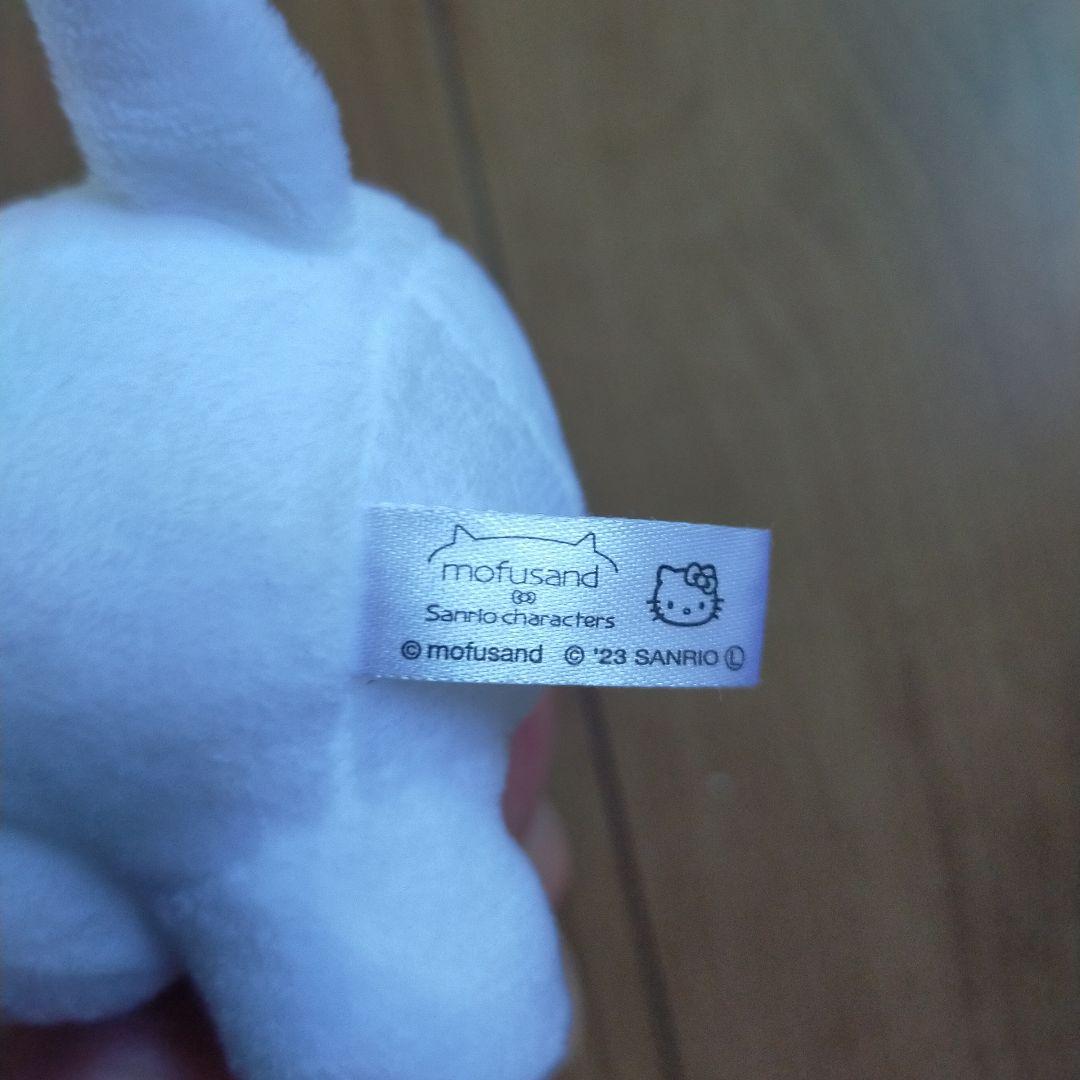 mofusand
Sanrio characters
© mofusand © '23 SANRIO Ⓛ